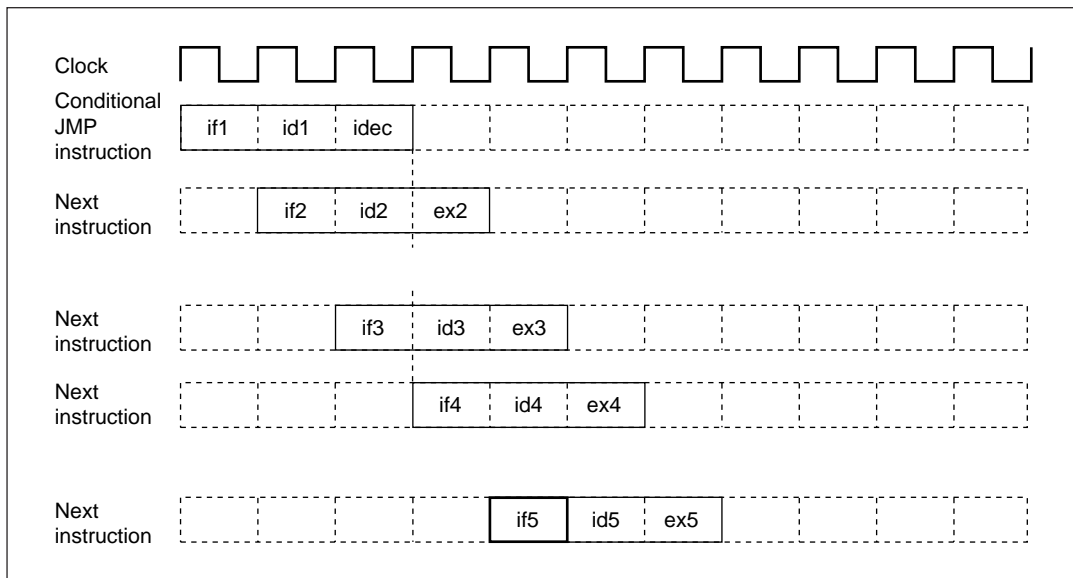 Clock
Conditional
JMP
instruction
if1 id1 idec
Next
instruction
if2 id2 ex2
Next
instruction
if3 id3 ex3
Next
instruction
if4 id4 ex4
Next
instruction
if5 id5 ex5